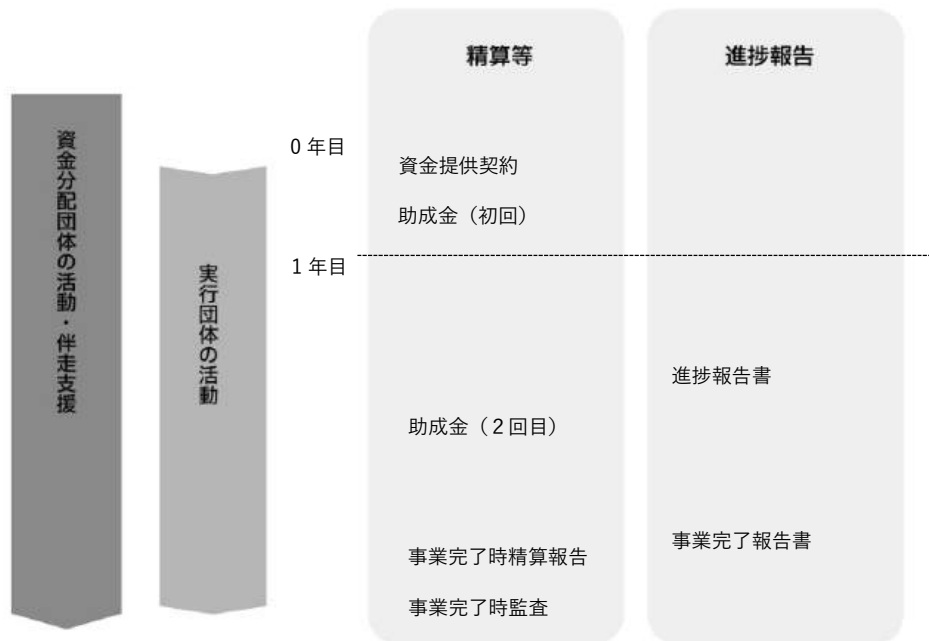 精算等
進捗報告
資金分配団体の活動・伴走支援
実行団体の活動
0 年目
資金提供契約
助成金（初回）
1 年目
進捗報告書
助成金（２回目）
事業完了報告書
事業完了時精算報告
事業完了時監査